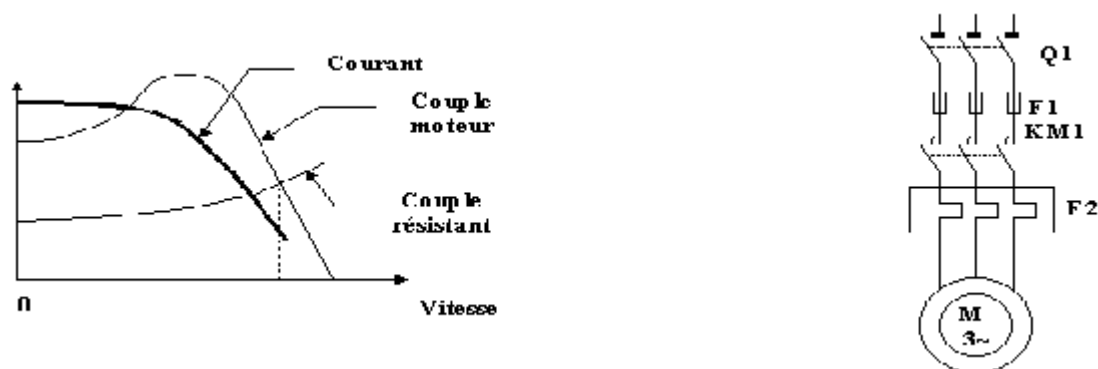 Courant
Couple
moteur
Couple
résistant
0
Vitesse
Q1
F1
KM1
F2
M
3~